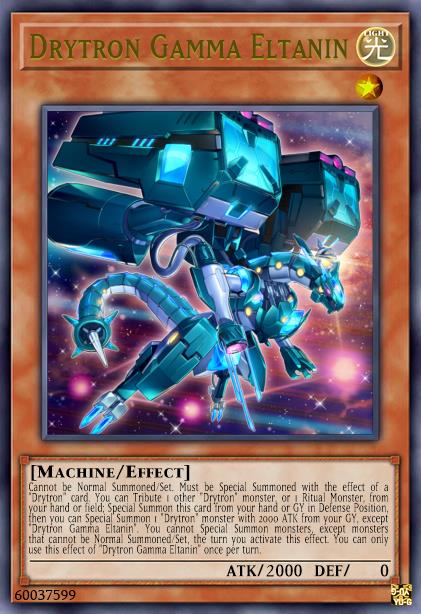 Drytron Gamma Eltanin
LIGHT
光
[Machine/Effect]
Cannot be Normal Summoned/Set. Must be Special Summoned with the effect of a
"Drytron" card. You can Tribute 1 other "Drytron" monster, or 1 Ritual Monster, from
your hand or field; Special Summon this card from your hand or GY in Defense Position,
then you can Special Summon 1 "Drytron" monster with 2000 ATK from your GY, except
"Drytron Gamma Eltanin". You cannot Special Summon monsters, except monsters
that cannot be Normal Summoned/Set, the turn you activate this effect. You can only
use this effect of "Drytron Gamma Eltanin" once per turn.
ATK/2000 DEF/ 0
60037599